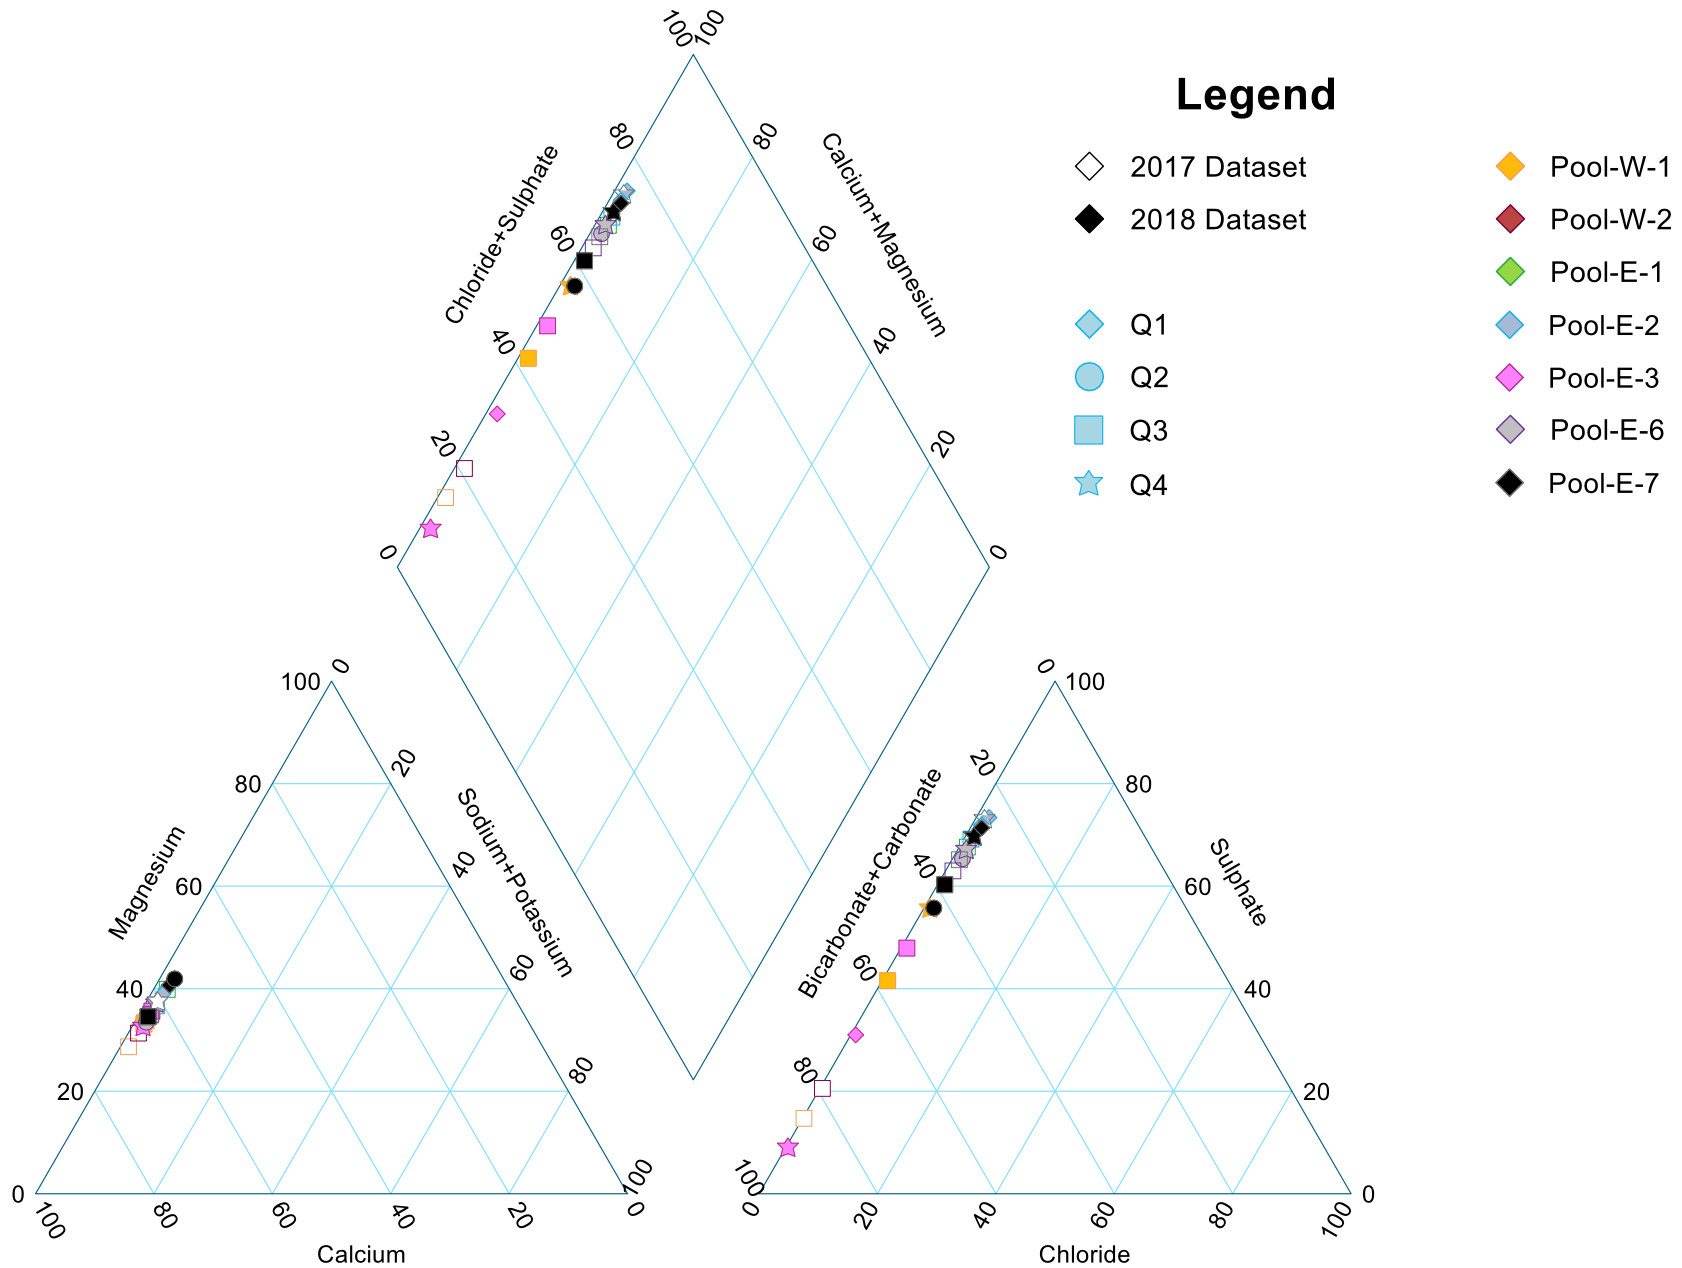 100 100
80 80
60 60
40 40
20 20
0 0
Chloride+Sulphate
Calcium+Magnesium
Legend
2017 Dataset
2018 Dataset
Q1
Q2
Q3
Q4
Pool-W-1
Pool-W-2
Pool-E-1
Pool-E-2
Pool-E-3
Pool-E-6
Pool-E-7
100 0
80 20
60 40
40 60
20 80
0 100
Magnesium
Sodium+Potassium
100 80 60 40 20 0
Calcium
0 100
20 80
40 60
60 40
80 20
100 0
Bicarbonate+Carbonate
Sulphate
0 20 40 60 80 100
Chloride